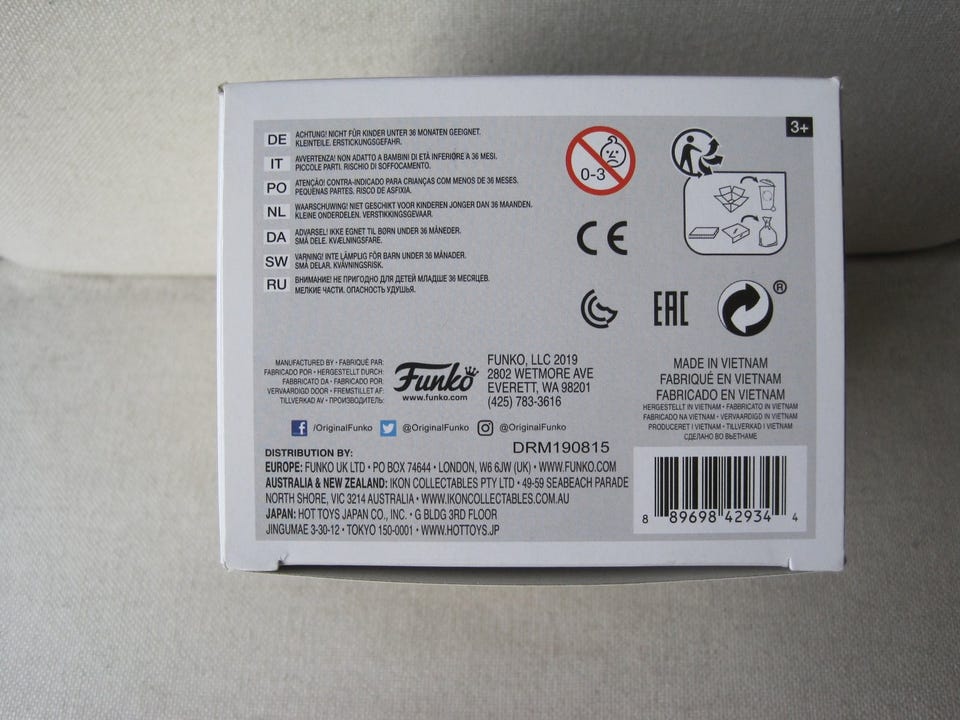 3+
DE ACHTUNG! NICHT FÜR KINDER UNTER 36 MONATEN GEEIGNET.
KLEINTEILE. ERSTICKUNGSGEFAHR.
IT AVVERTENZA! NON ADATTO A BAMBINI DI ETÀ INFERIORE A 36 MESI.
PICCOLE PARTI. RISCHIO DI SOFFOCAMENTO.
PO ATENÇÃO! CONTRA-INDICADO PARA CRIANÇAS COM MENOS DE 36 MESES.
PEQUENAS PARTES. RISCO DE ASFIXIA.
NL WAARSCHUWING! NIET GESCHIKT VOOR KINDEREN JONGER DAN 36 MAANDEN.
KLEINE ONDERDELEN. VERSTIKKINGSGEVAAR.
DA ADVARSEL! IKKE EGNET TIL BØRN UNDER 36 MÅNEDER.
SMÅ DELE. KVÆLNINGSFARE.
SW VARNING! INTE LÄMPLIG FÖR BARN UNDER 36 MÅNADER.
SMÅ DELAR. KVÄVNINGSRISK.
RU ВНИМАНИЕ! НЕ ПРИГОДНО ДЛЯ ДЕТЕЙ МЛАДШЕ 36 МЕСЯЦЕВ.
МЕЛКИЕ ЧАСТИ. ОПАСНОСТЬ УДУШЬЯ.
0-3
CE
EAC
®
MANUFACTURED BY • FABRIQUÉ PAR:
FABRICADO POR • HERGESTELLT DURCH:
FABBRICATO DA • FABRICADO POR:
VERVAARDIGD DOOR • FREMSTILLET AF:
TILLVERKAD AV • ПРОИЗВОДИТЕЛЬ:
Funko
www.funko.com
FUNKO, LLC 2019
2802 WETMORE AVE
EVERETT, WA 98201
(425) 783-3616
MADE IN VIETNAM
FABRIQUÉ EN VIETNAM
FABRICADO EN VIETNAM
HERGESTELLT IN VIETNAM • FABBRICATO IN VIETNAM
FABRICADO NA VIETNAM • VERVAARDIGD IN VIETNAM
PRODUCERET I VIETNAM • TILLVERKAD I VIETNAM
СДЕЛАНО ВО ВЬЕТНАМЕ
/OriginalFunko @OriginalFunko @OriginalFunko
DRM190815
DISTRIBUTION BY:
EUROPE: FUNKO UK LTD • PO BOX 74644 • LONDON, W6 6JW (UK) • WWW.FUNKO.COM
AUSTRALIA & NEW ZEALAND: IKON COLLECTABLES PTY LTD • 49-59 SEABEACH PARADE
NORTH SHORE, VIC 3214 AUSTRALIA • WWW.IKONCOLLECTABLES.COM.AU
JAPAN: HOT TOYS JAPAN CO., INC. • G BLDG 3RD FLOOR
JINGUMAE 3-30-12 • TOKYO 150-0001 • WWW.HOTTOYS.JP
8 89698 42934 4